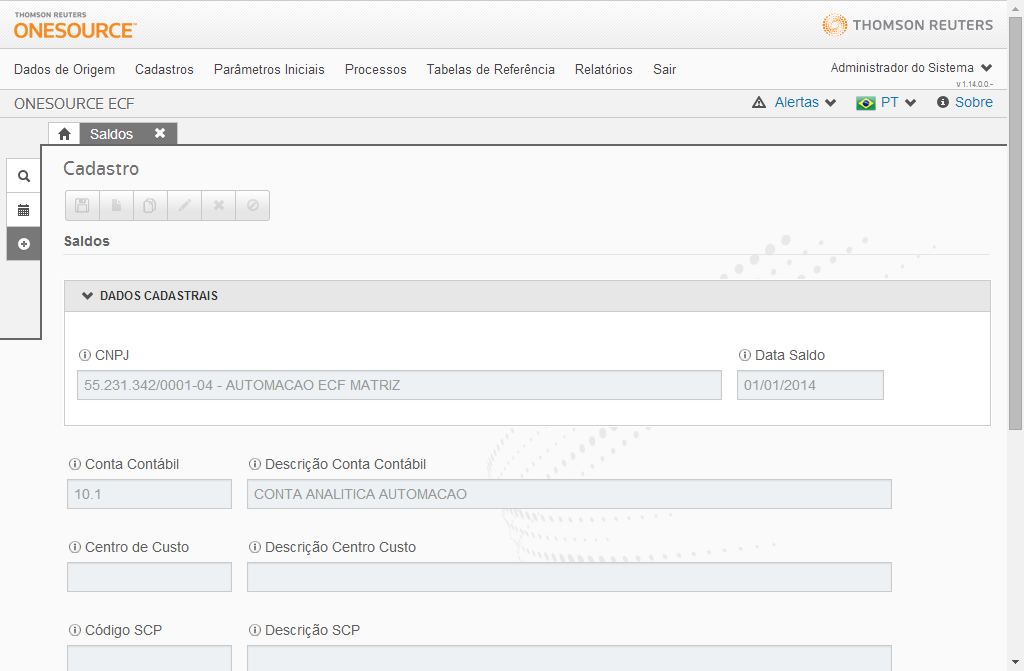 THOMSON REUTERS
ONESOURCE™
THOMSON REUTERS
Dados de Origem Cadastros Parâmetros Iniciais Processos Tabelas de Referência Relatórios Sair Administrador do Sistema
v 1.14.0.0.-
ONESOURCE ECF Alertas PT Sobre
Saldos
Cadastro
Saldos
DADOS CADASTRAIS
CNPJ Data Saldo
55.231.342/0001-04 - AUTOMACAO ECF MATRIZ 01/01/2014
Conta Contábil Descrição Conta Contábil
10.1 CONTA ANALITICA AUTOMACAO
Centro de Custo Descrição Centro Custo
Código SCP Descrição SCP